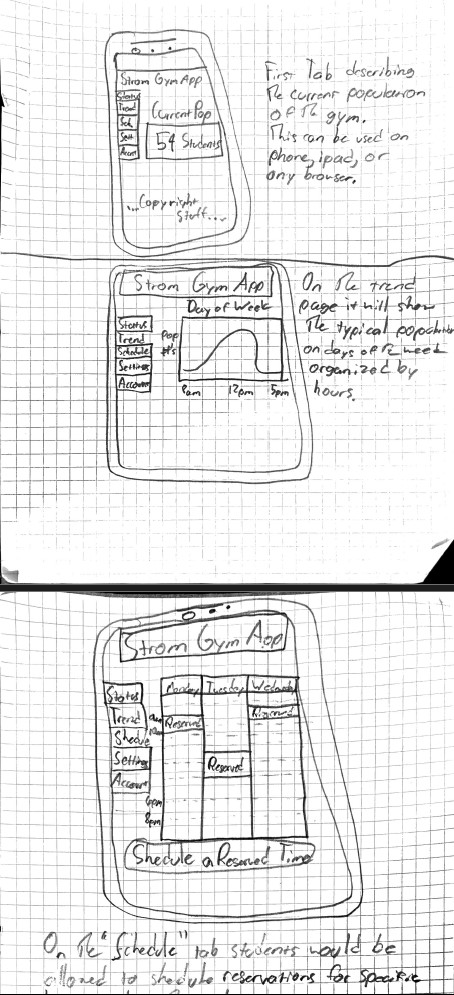 Strom Gym App
Status
Trend
Sch.
Sett
Accnt
Current Pop
54 Students
...Copyright
Stuff....
First Tab describing
the current population
of the gym.
This can be used on
phone, ipad, or
any browser.
Strom Gym App
Day of Week
Status
Trend
Schedule
Settings
Account
Pop
#'s
8am 12pm 5pm
On the trend
page it will show
the typical population
on days of the week
organized by
hours.
Strom Gym App
Status
Trend
Shedule
Settings
Account
Monday Tuesday Wednesday
Reserved
Reserved
Reserved
6pm
8pm
Shedule a Reserved Time
On the "Schedule" tab students would be
allowed to shedule reservations for specific